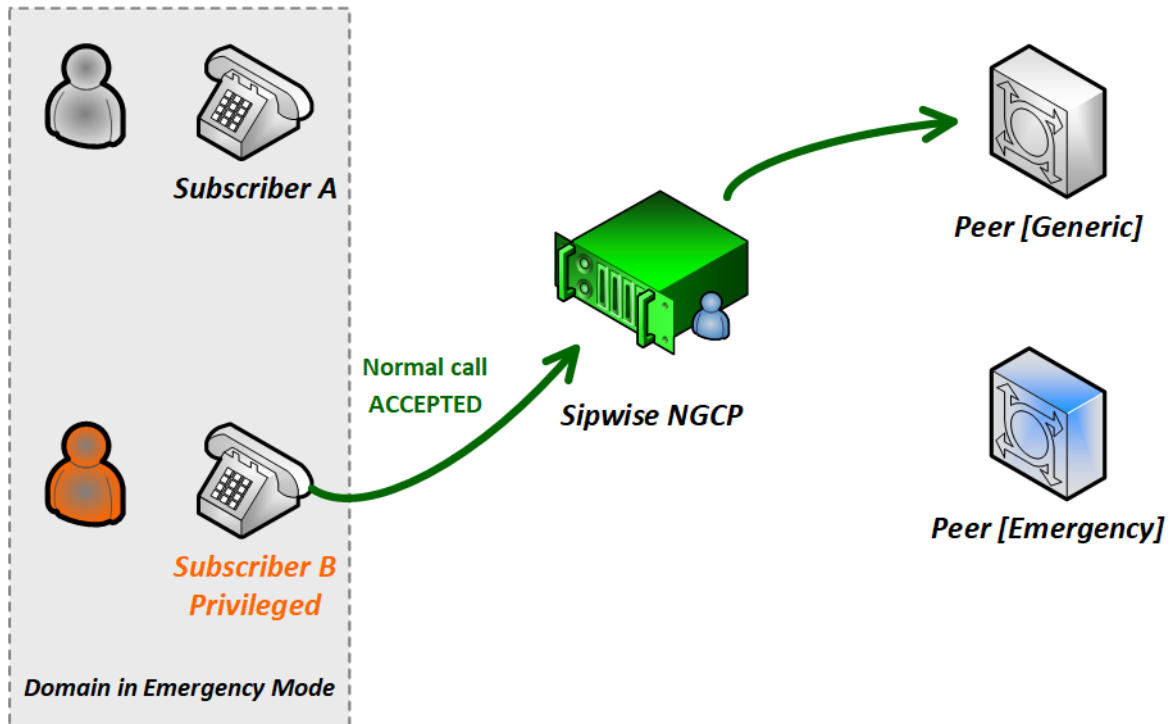 Subscriber A
Peer [Generic]
Normal call
ACCEPTED
Sipwise NGCP
Peer [Emergency]
Subscriber B
Privileged
Domain in Emergency Mode